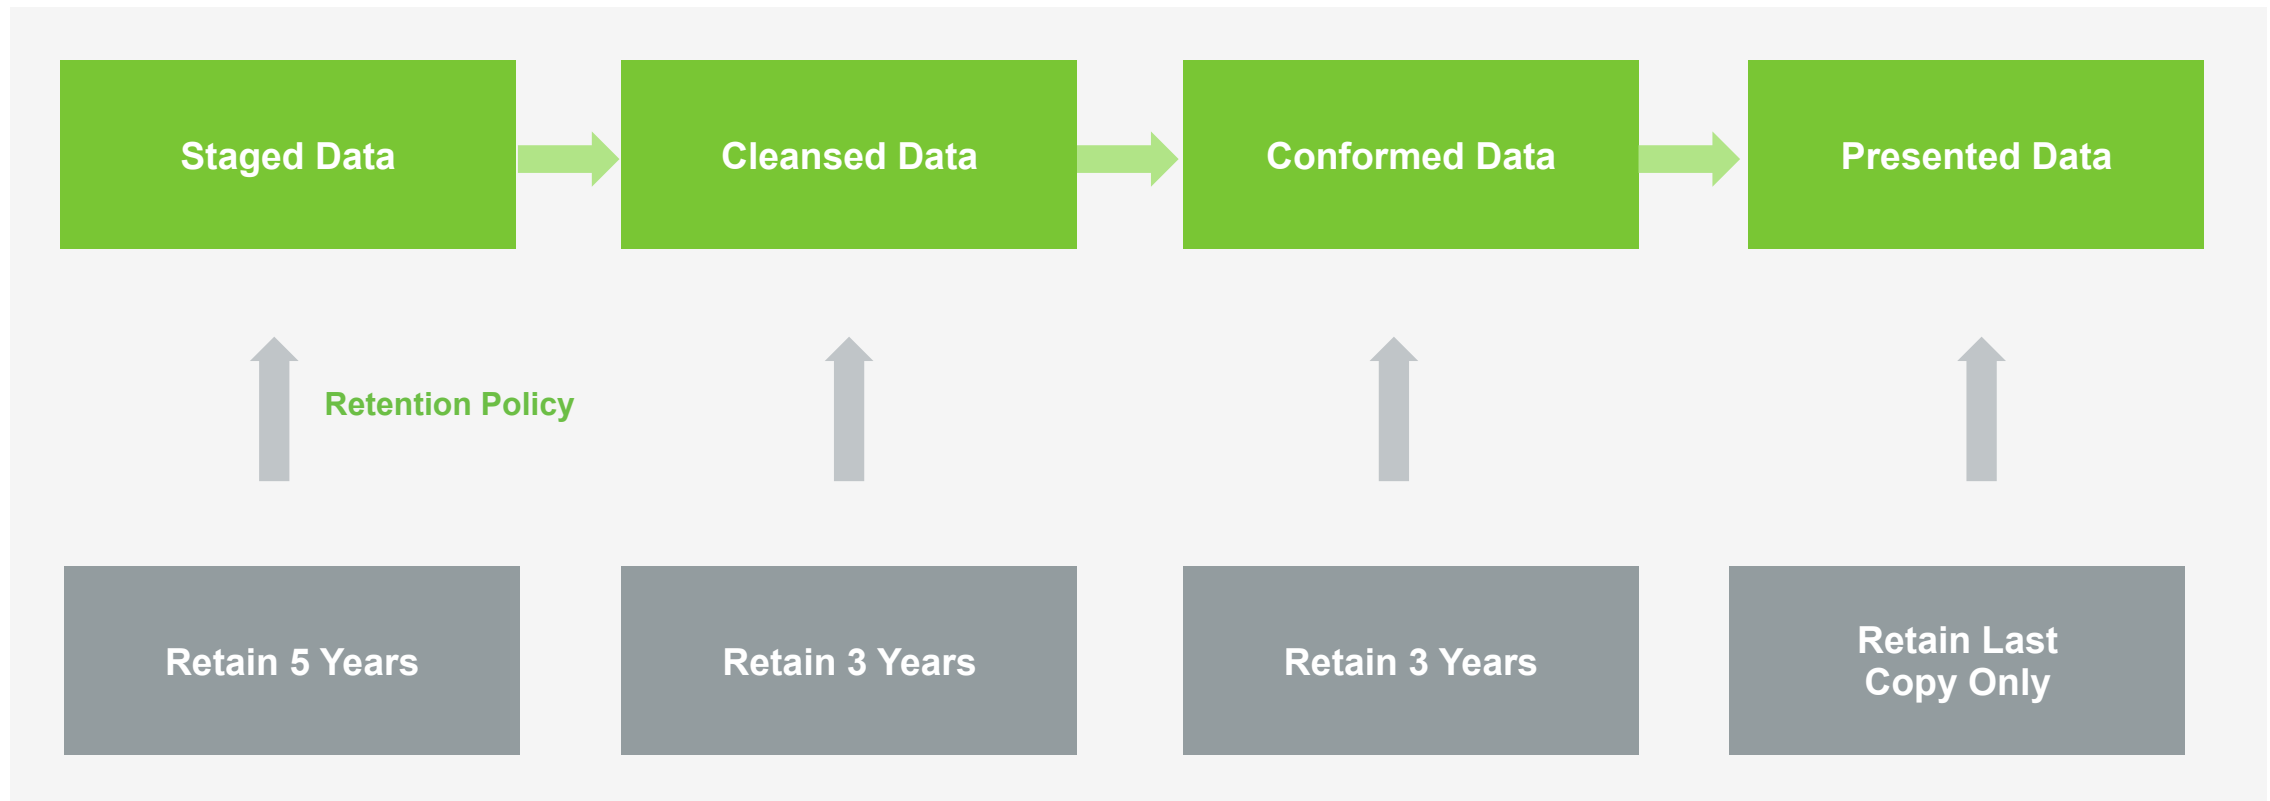 Staged Data
Cleansed Data
Conformed Data
Presented Data
Retention Policy
Retain 5 Years
Retain 3 Years
Retain 3 Years
Retain Last
Copy Only